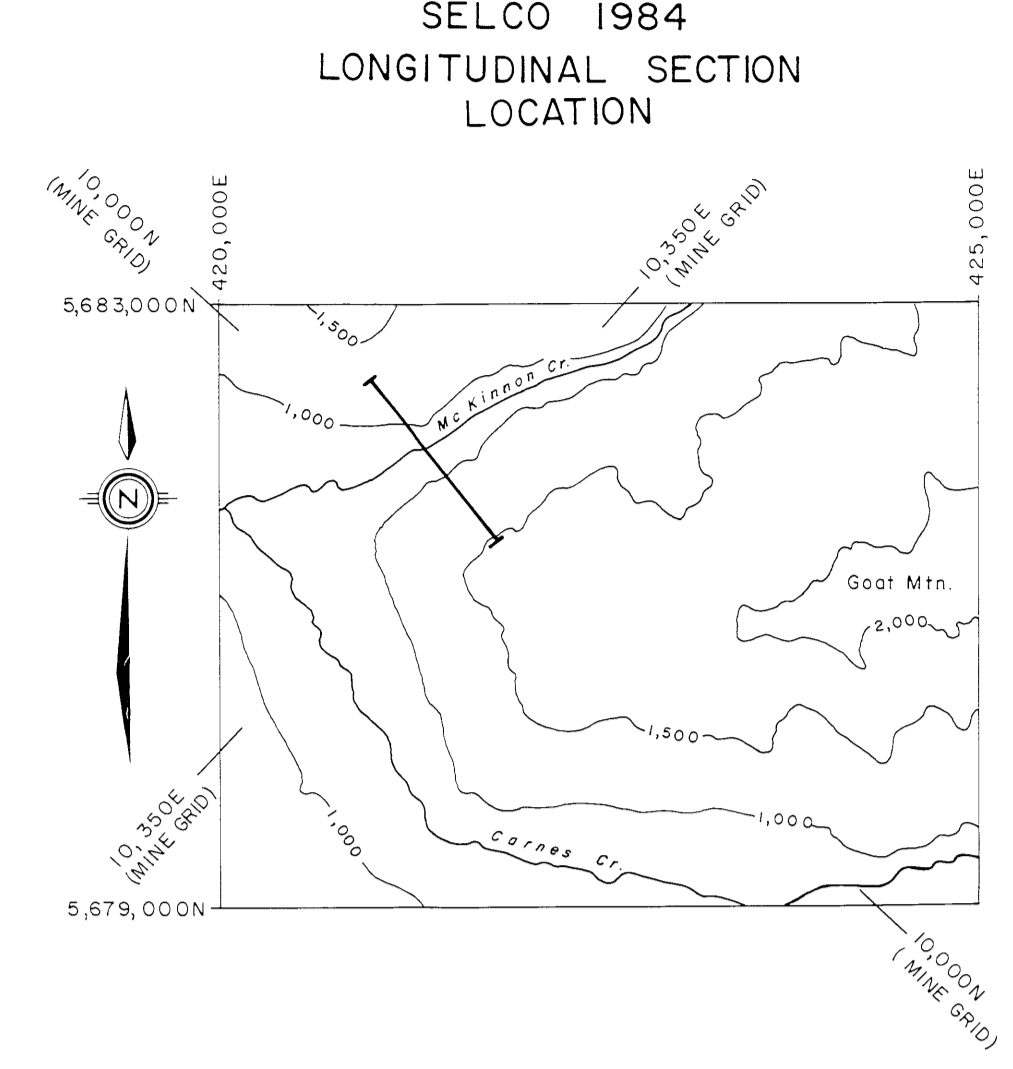 SELCO 1984
LONGITUDINAL SECTION
LOCATION
10,000N
(MINE GRID)
420,000E
10,350E
(MINE GRID)
425,000E
5,683,000N
1,500
McKinnon Cr.
1,000
N
Goat Mtn.
2,000
1,500
10,350E
(MINE GRID)
1,000
1,000
Carnes Cr.
5,679,000N
10,000N
(MINE GRID)